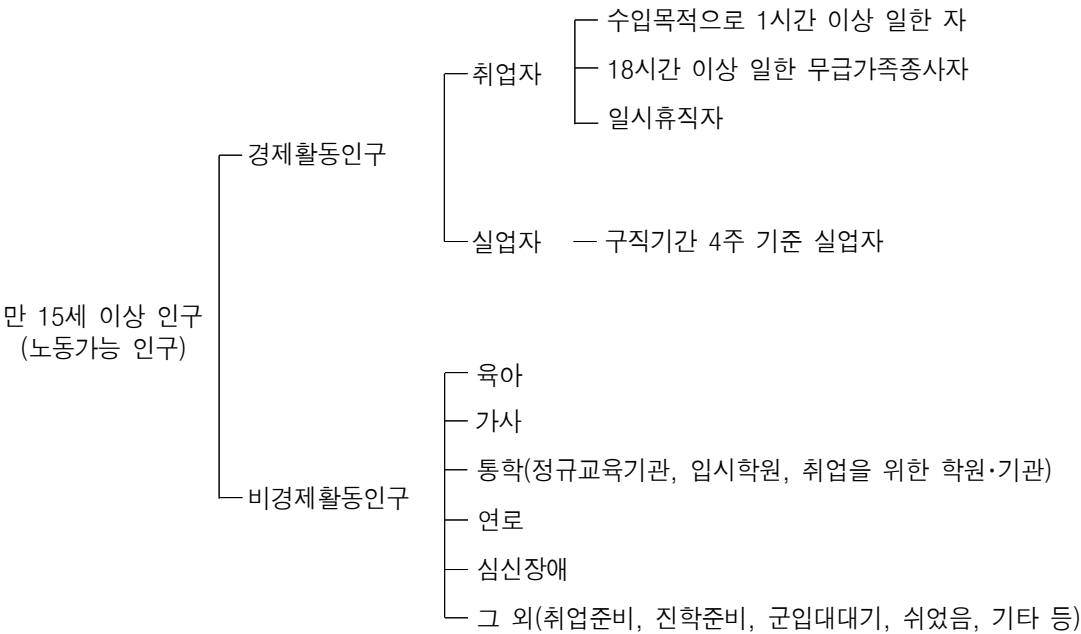 수입목적으로 1시간 이상 일한 자
취업자
18시간 이상 일한 무급가족종사자
일시휴직자
경제활동인구
실업자
구직기간 4주 기준 실업자
만 15세 이상 인구
(노동가능 인구)
육아
가사
통학(정규교육기관, 입시학원, 취업을 위한 학원·기관)
비경제활동인구
연로
심신장애
그 외(취업준비, 진학준비, 군입대대기, 쉬었음, 기타 등)